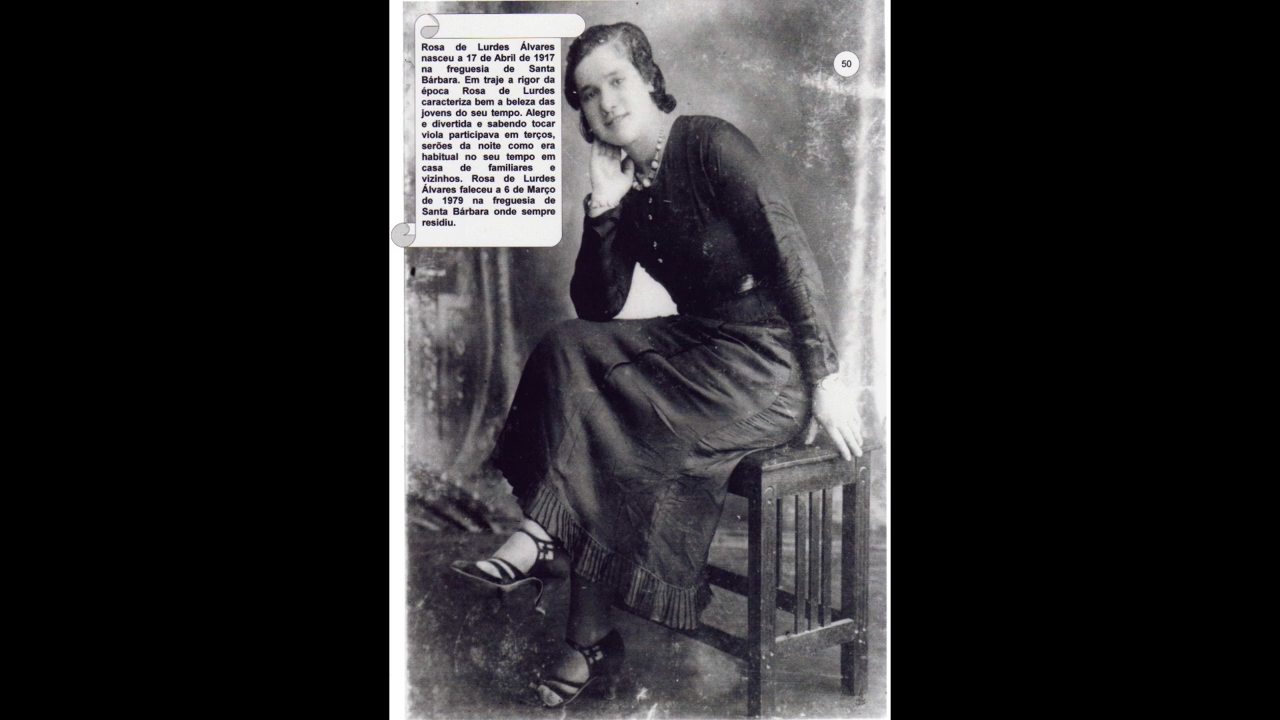 Rosa de Lurdes Álvares
nasceu a 17 de Abril de 1917
na freguesia de Santa
Bárbara. Em traje a rigor da
época Rosa de Lurdes
caracteriza bem a beleza das
jovens do seu tempo. Alegre
e divertida e sabendo tocar
viola participava em terços,
serões da noite como era
habitual no seu tempo em
casa de familiares e
vizinhos. Rosa de Lurdes
Álvares faleceu a 6 de Março
de 1979 na freguesia de
Santa Bárbara onde sempre
residiu.
50